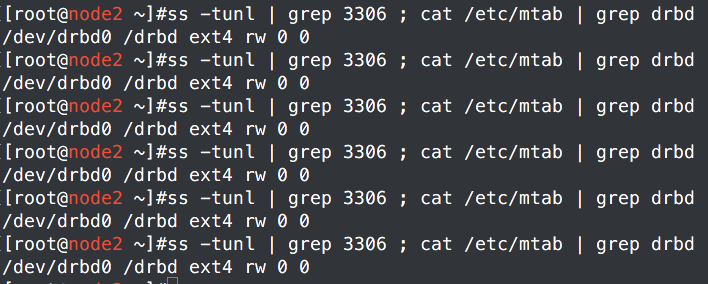 [root@node2 ~]#ss -tunl | grep 3306 ; cat /etc/mtab | grep drbd
/dev/drbd0 /drbd ext4 rw 0 0
[[root@node2 ~]#ss -tunl | grep 3306 ; cat /etc/mtab | grep drbd
/dev/drbd0 /drbd ext4 rw 0 0
[[root@node2 ~]#ss -tunl | grep 3306 ; cat /etc/mtab | grep drbd
/dev/drbd0 /drbd ext4 rw 0 0
[[root@node2 ~]#ss -tunl | grep 3306 ; cat /etc/mtab | grep drbd
/dev/drbd0 /drbd ext4 rw 0 0
[[root@node2 ~]#ss -tunl | grep 3306 ; cat /etc/mtab | grep drbd
/dev/drbd0 /drbd ext4 rw 0 0
[[root@node2 ~]#ss -tunl | grep 3306 ; cat /etc/mtab | grep drbd
/dev/drbd0 /drbd ext4 rw 0 0